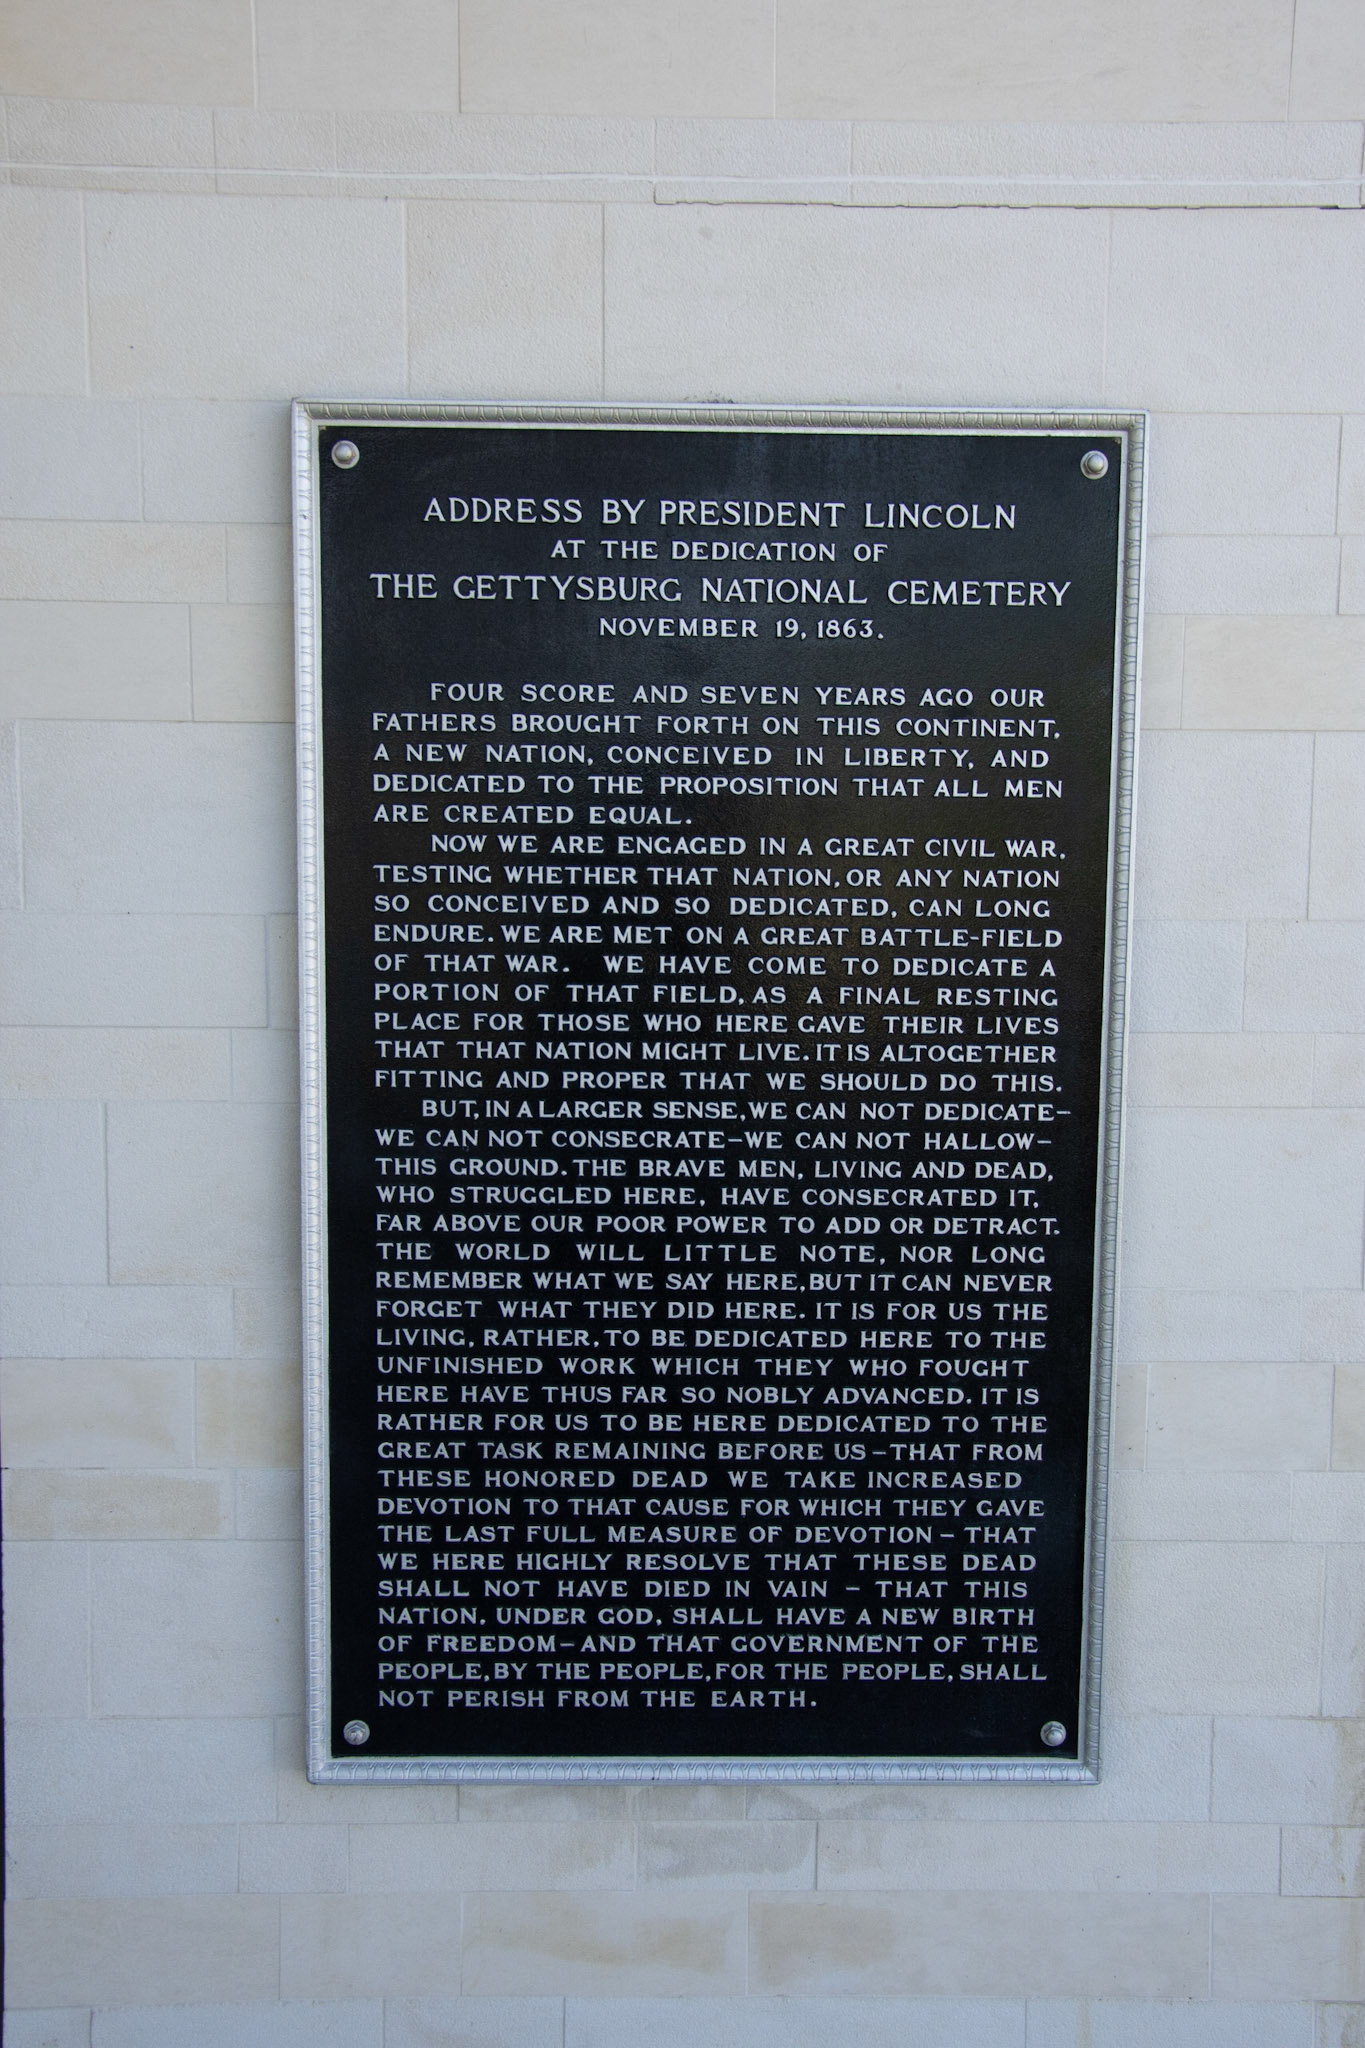 ADDRESS BY PRESIDENT LINCOLN
AT THE DEDICATION OF
THE GETTYSBURG NATIONAL CEMETERY
NOVEMBER 19, 1863.
FOUR SCORE AND SEVEN YEARS AGO OUR
FATHERS BROUGHT FORTH ON THIS CONTINENT,
A NEW NATION, CONCEIVED IN LIBERTY, AND
DEDICATED TO THE PROPOSITION THAT ALL MEN
ARE CREATED EQUAL.
NOW WE ARE ENGAGED IN A GREAT CIVIL WAR,
TESTING WHETHER THAT NATION, OR ANY NATION
SO CONCEIVED AND SO DEDICATED, CAN LONG
ENDURE. WE ARE MET ON A GREAT BATTLE-FIELD
OF THAT WAR. WE HAVE COME TO DEDICATE A
PORTION OF THAT FIELD, AS A FINAL RESTING
PLACE FOR THOSE WHO HERE GAVE THEIR LIVES
THAT THAT NATION MIGHT LIVE. IT IS ALTOGETHER
FITTING AND PROPER THAT WE SHOULD DO THIS.
BUT, IN A LARGER SENSE, WE CAN NOT DEDICATE—
WE CAN NOT CONSECRATE—WE CAN NOT HALLOW—
THIS GROUND. THE BRAVE MEN, LIVING AND DEAD,
WHO STRUGGLED HERE, HAVE CONSECRATED IT,
FAR ABOVE OUR POOR POWER TO ADD OR DETRACT.
THE WORLD WILL LITTLE NOTE, NOR LONG
REMEMBER WHAT WE SAY HERE, BUT IT CAN NEVER
FORGET WHAT THEY DID HERE. IT IS FOR US THE
LIVING, RATHER, TO BE DEDICATED HERE TO THE
UNFINISHED WORK WHICH THEY WHO FOUGHT
HERE HAVE THUS FAR SO NOBLY ADVANCED. IT IS
RATHER FOR US TO BE HERE DEDICATED TO THE
GREAT TASK REMAINING BEFORE US—THAT FROM
THESE HONORED DEAD WE TAKE INCREASED
DEVOTION TO THAT CAUSE FOR WHICH THEY GAVE
THE LAST FULL MEASURE OF DEVOTION — THAT
WE HERE HIGHLY RESOLVE THAT THESE DEAD
SHALL NOT HAVE DIED IN VAIN — THAT THIS
NATION, UNDER GOD, SHALL HAVE A NEW BIRTH
OF FREEDOM—AND THAT GOVERNMENT OF THE
PEOPLE, BY THE PEOPLE, FOR THE PEOPLE, SHALL
NOT PERISH FROM THE EARTH.